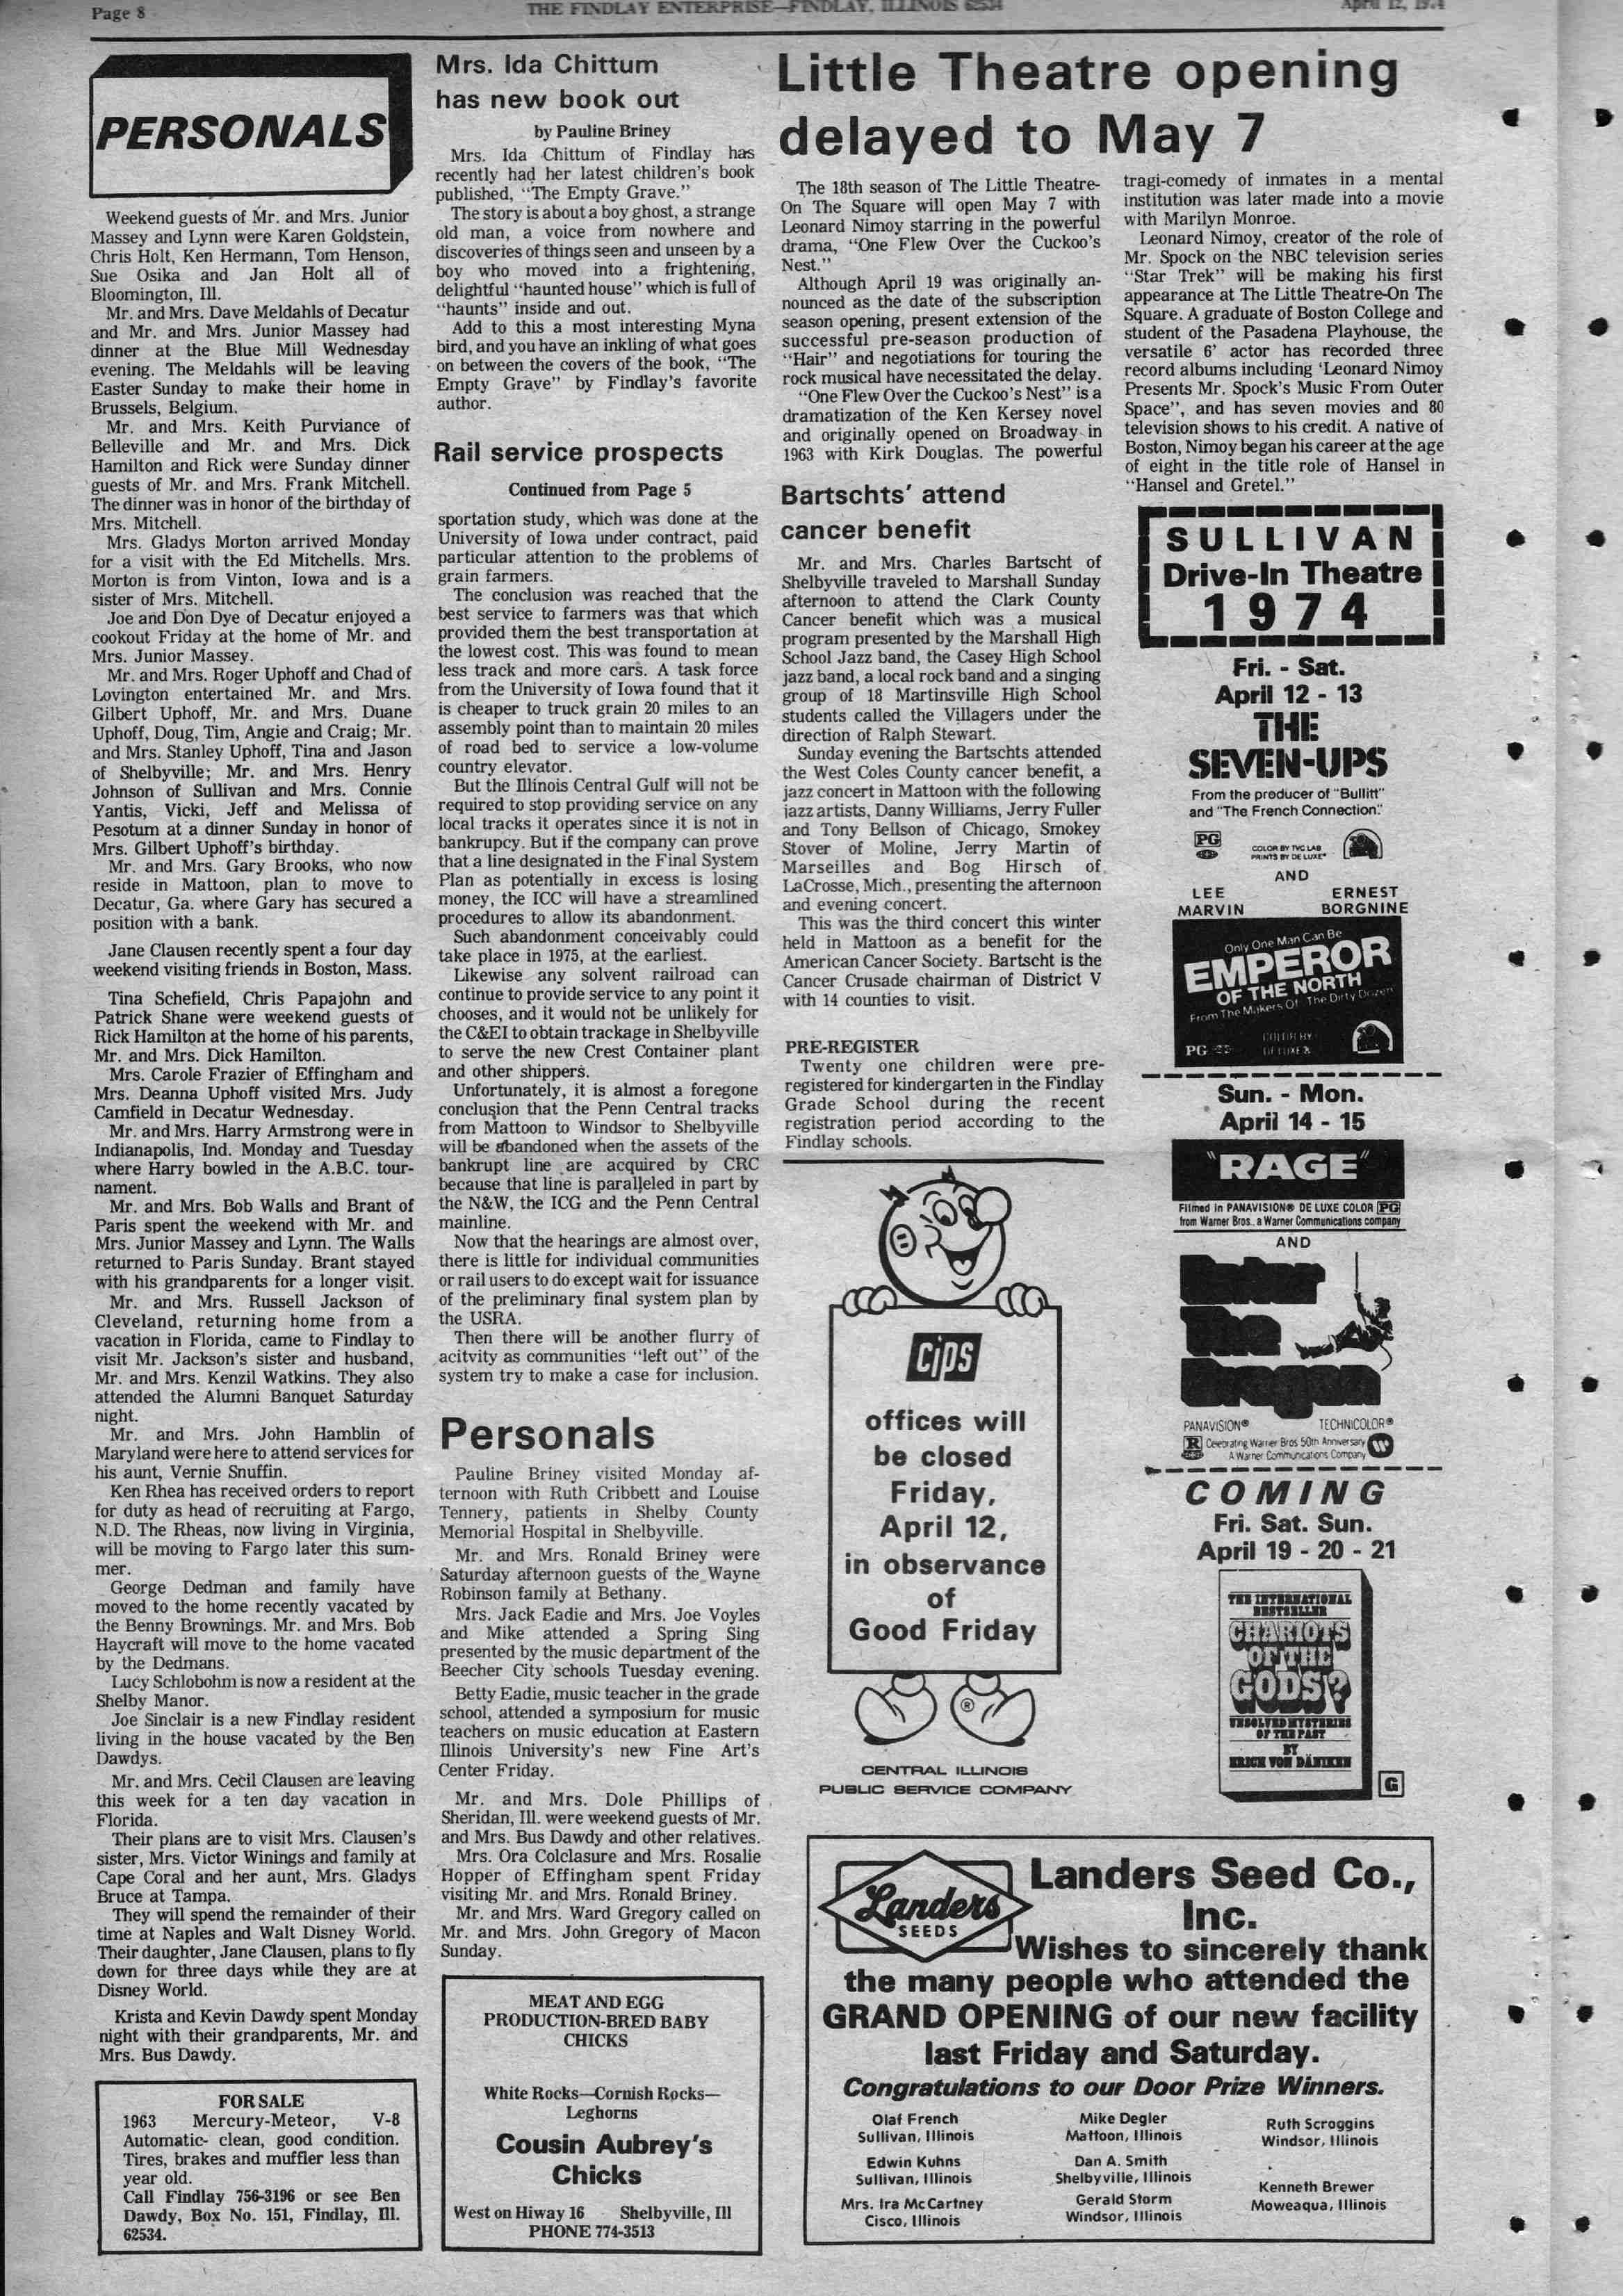 Page 8
THE FINDLAY ENTERPRISE—FINDLAY, ILLINOIS 62534
April 12, 1974
PERSONALS
Weekend guests of Mr. and Mrs. Junior
Massey and Lynn were Karen Goldstein,
Chris Holt, Ken Hermann, Tom Henson,
Sue Osika and Jan Holt all of
Bloomington, Ill.
Mr. and Mrs. Dave Meldahls of Decatur
and Mr. and Mrs. Junior Massey had
dinner at the Blue Mill Wednesday
evening. The Meldahls will be leaving
Easter Sunday to make their home in
Brussels, Belgium.
Mr. and Mrs. Keith Purviance of
Belleville and Mr. and Mrs. Dick
Hamilton and Rick were Sunday dinner
guests of Mr. and Mrs. Frank Mitchell.
The dinner was in honor of the birthday of
Mrs. Mitchell.
Mrs. Gladys Morton arrived Monday
for a visit with the Ed Mitchells. Mrs.
Morton is from Vinton, Iowa and is a
sister of Mrs. Mitchell.
Joe and Don Dye of Decatur enjoyed a
cookout Friday at the home of Mr. and
Mrs. Junior Massey.
Mr. and Mrs. Roger Uphoff and Chad of
Lovington entertained Mr. and Mrs.
Gilbert Uphoff, Mr. and Mrs. Duane
Uphoff, Doug, Tim, Angie and Craig; Mr.
and Mrs. Stanley Uphoff, Tina and Jason
of Shelbyville; Mr. and Mrs. Henry
Johnson of Sullivan and Mrs. Connie
Yantis, Vicki, Jeff and Melissa of
Pesotum at a dinner Sunday in honor of
Mrs. Gilbert Uphoff's birthday.
Mr. and Mrs. Gary Brooks, who now
reside in Mattoon, plan to move to
Decatur, Ga. where Gary has secured a
position with a bank.
Jane Clausen recently spent a four day
weekend visiting friends in Boston, Mass.
Tina Schefield, Chris Papajohn and
Patrick Shane were weekend guests of
Rick Hamilton at the home of his parents,
Mr. and Mrs. Dick Hamilton.
Mrs. Carole Frazier of Effingham and
Mrs. Deanna Uphoff visited Mrs. Judy
Camfield in Decatur Wednesday.
Mr. and Mrs. Harry Armstrong were in
Indianapolis, Ind. Monday and Tuesday
where Harry bowled in the A.B.C. tour-
nament.
Mr. and Mrs. Bob Walls and Brant of
Paris spent the weekend with Mr. and
Mrs. Junior Massey and Lynn. The Walls
returned to Paris Sunday. Brant stayed
with his grandparents for a longer visit.
Mr. and Mrs. Russell Jackson of
Cleveland, returning home from a
vacation in Florida, came to Findlay to
visit Mr. Jackson's sister and husband,
Mr. and Mrs. Kenzil Watkins. They also
attended the Alumni Banquet Saturday
night.
Mr. and Mrs. John Hamblin of
Maryland were here to attend services for
his aunt, Vernie Snuffin.
Ken Rhea has received orders to report
for duty as head of recruiting at Fargo,
N.D. The Rheas, now living in Virginia,
will be moving to Fargo later this sum-
mer.
George Dedman and family have
moved to the home recently vacated by
the Benny Brownings. Mr. and Mrs. Bob
Haycraft will move to the home vacated
by the Dedmans.
Lucy Schlobohm is now a resident at the
Shelby Manor.
Joe Sinclair is a new Findlay resident
living in the house vacated by the Ben
Dawdys.
Mr. and Mrs. Cecil Clausen are leaving
this week for a ten day vacation in
Florida.
Their plans are to visit Mrs. Clausen's
sister, Mrs. Victor Winings and family at
Cape Coral and her aunt, Mrs. Gladys
Bruce at Tampa.
They will spend the remainder of their
time at Naples and Walt Disney World.
Their daughter, Jane Clausen, plans to fly
down for three days while they are at
Disney World.
Krista and Kevin Dawdy spent Monday
night with their grandparents, Mr. and
Mrs. Bus Dawdy.
FOR SALE
1963 Mercury-Meteor, V-8
Automatic- clean, good condition.
Tires, brakes and muffler less than
year old.
Call Findlay 756-3196 or see Ben
Dawdy, Box No. 151, Findlay, Ill.
62534.
Mrs. Ida Chittum
has new book out
by Pauline Briney
Mrs. Ida Chittum of Findlay has
recently had her latest children's book
published, "The Empty Grave."
The story is about a boy ghost, a strange
old man, a voice from nowhere and
discoveries of things seen and unseen by a
boy who moved into a frightening,
delightful "haunted house" which is full of
"haunts" inside and out.
Add to this a most interesting Myna
bird, and you have an inkling of what goes
on between the covers of the book, "The
Empty Grave" by Findlay's favorite
author.
Rail service prospects
Continued from Page 5
sportation study, which was done at the
University of Iowa under contract, paid
particular attention to the problems of
grain farmers.
The conclusion was reached that the
best service to farmers was that which
provided them the best transportation at
the lowest cost. This was found to mean
less track and more cars. A task force
from the University of Iowa found that it
is cheaper to truck grain 20 miles to an
assembly point than to maintain 20 miles
of road bed to service a low-volume
country elevator.
But the Illinois Central Gulf will not be
required to stop providing service on any
local tracks it operates since it is not in
bankrupcy. But if the company can prove
that a line designated in the Final System
Plan as potentially in excess is losing
money, the ICC will have a streamlined
procedures to allow its abandonment.
Such abandonment conceivably could
take place in 1975, at the earliest.
Likewise any solvent railroad can
continue to provide service to any point it
chooses, and it would not be unlikely for
the C&EI to obtain trackage in Shelbyville
to serve the new Crest Container plant
and other shippers.
Unfortunately, it is almost a foregone
conclusion that the Penn Central tracks
from Mattoon to Windsor to Shelbyville
will be abandoned when the assets of the
bankrupt line are acquired by CRC
because that line is paralleled in part by
the N&W, the ICG and the Penn Central
mainline.
Now that the hearings are almost over,
there is little for individual communities
or rail users to do except wait for issuance
of the preliminary final system plan by
the USRA.
Then there will be another flurry of
acitvity as communities "left out" of the
system try to make a case for inclusion.
Personals
Pauline Briney visited Monday af-
ternoon with Ruth Cribbett and Louise
Tennery, patients in Shelby County
Memorial Hospital in Shelbyville.
Mr. and Mrs. Ronald Briney were
Saturday afternoon guests of the Wayne
Robinson family at Bethany.
Mrs. Jack Eadie and Mrs. Joe Voyles
and Mike attended a Spring Sing
presented by the music department of the
Beecher City schools Tuesday evening.
Betty Eadie, music teacher in the grade
school, attended a symposium for music
teachers on music education at Eastern
Illinois University's new Fine Art's
Center Friday.
Mr. and Mrs. Dole Phillips of
Sheridan, Ill. were weekend guests of Mr.
and Mrs. Bus Dawdy and other relatives.
Mrs. Ora Colclasure and Mrs. Rosalie
Hopper of Effingham spent Friday
visiting Mr. and Mrs. Ronald Briney.
Mr. and Mrs. Ward Gregory called on
Mr. and Mrs. John Gregory of Macon
Sunday.
MEAT AND EGG
PRODUCTION-BRED BABY
CHICKS
White Rocks—Cornish Rocks—
Leghorns
Cousin Aubrey's
Chicks
West on Hiway 16 Shelbyville, Ill
PHONE 774-3513
Little Theatre opening
delayed to May 7
The 18th season of The Little Theatre-
On The Square will open May 7 with
Leonard Nimoy starring in the powerful
drama, "One Flew Over the Cuckoo's
Nest."
Although April 19 was originally an-
nounced as the date of the subscription
season opening, present extension of the
successful pre-season production of
"Hair" and negotiations for touring the
rock musical have necessitated the delay.
"One Flew Over the Cuckoo's Nest" is a
dramatization of the Ken Kersey novel
and originally opened on Broadway in
1963 with Kirk Douglas. The powerful
tragi-comedy of inmates in a mental
institution was later made into a movie
with Marilyn Monroe.
Leonard Nimoy, creator of the role of
Mr. Spock on the NBC television series
"Star Trek" will be making his first
appearance at The Little Theatre-On The
Square. A graduate of Boston College and
student of the Pasadena Playhouse, the
versatile 6' actor has recorded three
record albums including 'Leonard Nimoy
Presents Mr. Spock's Music From Outer
Space", and has seven movies and 80
television shows to his credit. A native of
Boston, Nimoy began his career at the age
of eight in the title role of Hansel in
"Hansel and Gretel."
Bartschts' attend
cancer benefit
Mr. and Mrs. Charles Bartscht of
Shelbyville traveled to Marshall Sunday
afternoon to attend the Clark County
Cancer benefit which was a musical
program presented by the Marshall High
School Jazz band, the Casey High School
jazz band, a local rock band and a singing
group of 18 Martinsville High School
students called the Villagers under the
direction of Ralph Stewart.
Sunday evening the Bartschts attended
the West Coles County cancer benefit, a
jazz concert in Mattoon with the following
jazz artists, Danny Williams, Jerry Fuller
and Tony Bellson of Chicago, Smokey
Stover of Moline, Jerry Martin of
Marseilles and Bog Hirsch of
LaCrosse, Mich., presenting the afternoon
and evening concert.
This was the third concert this winter
held in Mattoon as a benefit for the
American Cancer Society. Bartscht is the
Cancer Crusade chairman of District V
with 14 counties to visit.
PRE-REGISTER
Twenty one children were pre-
registered for kindergarten in the Findlay
Grade School during the recent
registration period according to the
Findlay schools.
cips
offices will
be closed
Friday,
April 12,
in observance
of
Good Friday
®
CENTRAL ILLINOIS
PUBLIC SERVICE COMPANY
SULLIVAN
Drive-In Theatre
1974
Fri. - Sat.
April 12 - 13
THE
SEVEN-UPS
From the producer of "Bullitt"
and "The French Connection."
PG
COLOR BY TVC LAB
PRINTS BY DE LUXE®
AND
LEE ERNEST
MARVIN BORGNINE
Only One Man Can Be
EMPEROR
OF THE NORTH
From The Makers Of The Dirty Dozen
PG
COLOR BY
DE LUXE®
Sun. - Mon.
April 14 - 15
"RAGE"
Filmed in PANAVISION® DE LUXE COLOR PG
from Warner Bros. a Warner Communications company
AND
Enter
The
Dragon
PANAVISION® TECHNICOLOR®
R Celebrating Warner Bros 50th Anniversary
A Warner Communications Company
COMING
Fri. Sat. Sun.
April 19 - 20 - 21
THE INTERNATIONAL
BESTSELLER
CHARIOTS
OF THE
GODS?
UNSOLVED MYSTERIES
OF THE PAST
BY
ERICH VON DÄNIKEN
G
Landers
SEEDS
Landers Seed Co.,
Inc.
Wishes to sincerely thank
the many people who attended the
GRAND OPENING of our new facility
last Friday and Saturday.
Congratulations to our Door Prize Winners.
Olaf French
Sullivan, Illinois
Edwin Kuhns
Sullivan, Illinois
Mrs. Ira McCartney
Cisco, Illinois
Mike Degler
Mattoon, Illinois
Dan A. Smith
Shelbyville, Illinois
Gerald Storm
Windsor, Illinois
Ruth Scroggins
Windsor, Illinois
Kenneth Brewer
Moweaqua, Illinois